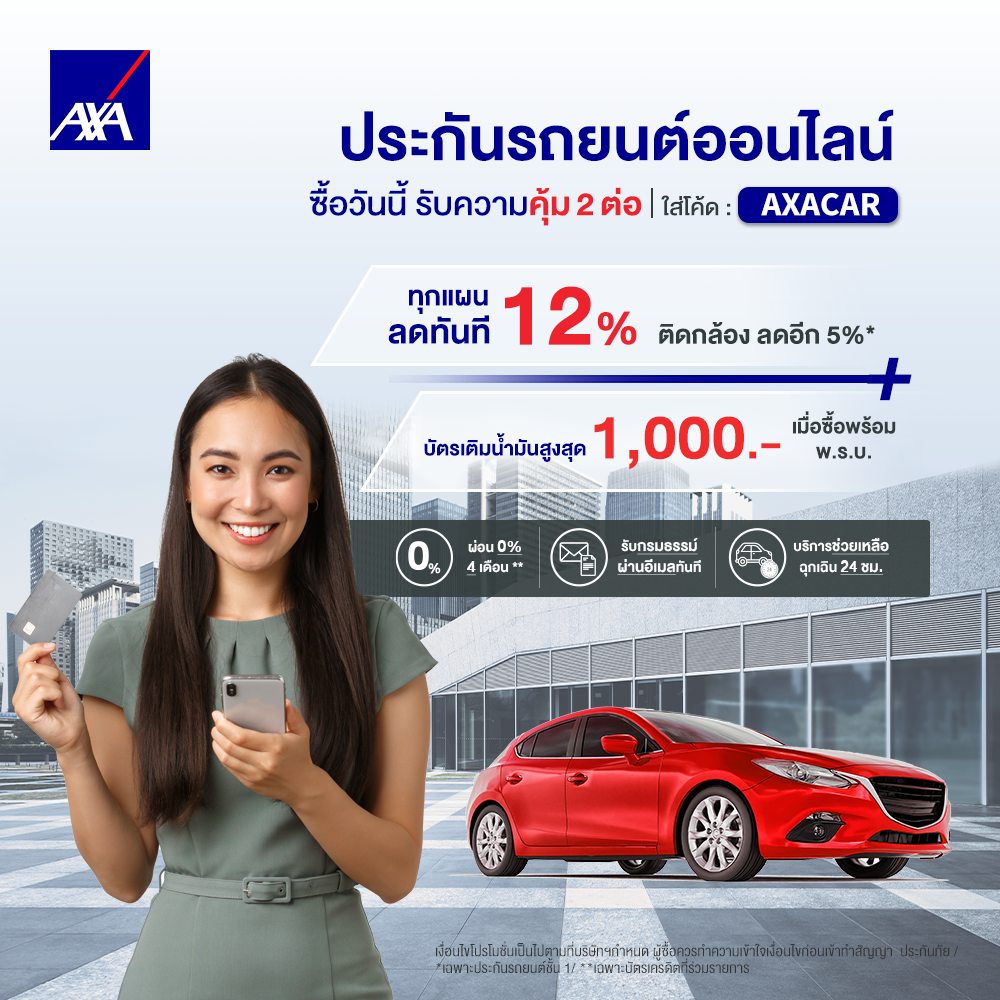 AXA
ประกันรถยนต์ออนไลน์
ซื้อวันนี้ รับความคุ้ม 2 ต่อ | ใส่โค้ด : AXACAR
ทุกแผน
ลดทันที 12% ติดกล้อง ลดอีก 5%*
+
บัตรเติมน้ำมันสูงสุด 1,000.- เมื่อซื้อพร้อม
พ.ร.บ.
0%
ผ่อน 0%
4 เดือน **
รับกรมธรรม์
ผ่านอีเมลทันที
บริการช่วยเหลือ
ฉุกเฉิน 24 ชม.
เงื่อนไขโปรโมชั่นเป็นไปตามที่บริษัทฯกำหนด ผู้ซื้อควรทำความเข้าใจเงื่อนไขก่อนเข้าทำสัญญา ประกันภัย /
*เฉพาะประกันรถยนต์ชั้น 1/ **เฉพาะบัตรเครดิตที่ร่วมรายการ